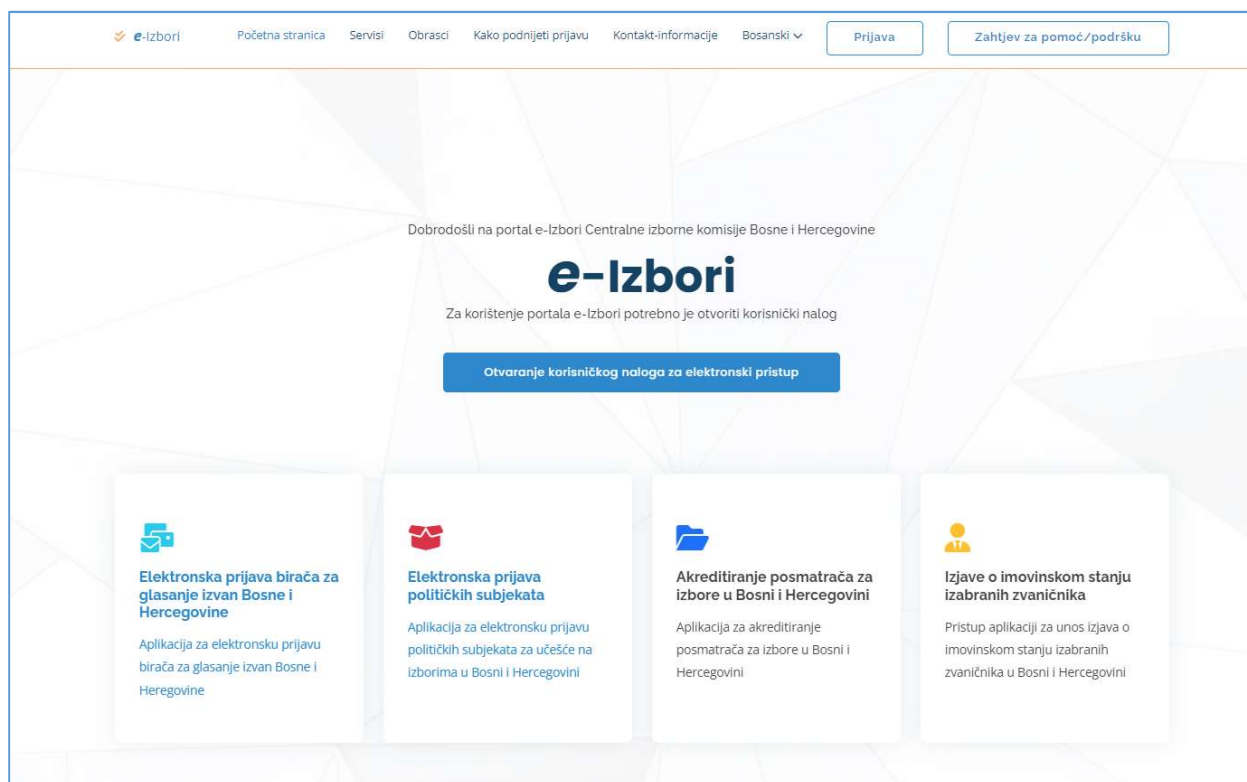 e-Izbori Početna stranica Servisi Obrasci Kako podnijeti prijavu Kontakt-informacije Bosanski Prijava Zahtjev za pomoć/podršku
Dobrodošli na portal e-Izbori Centralne izborne komisije Bosne i Hercegovine
e-Izbori
Za korištenje portala e-Izbori potrebno je otvoriti korisnički nalog
Otvaranje korisničkog naloga za elektronski pristup
Elektronska prijava birača za
glasanje izvan Bosne i
Hercegovine
Aplikacija za elektronsku prijavu
birača za glasanje izvan Bosne i
Heregovine
Elektronska prijava
političkih subjekata
Aplikacija za elektronsku prijavu
političkih subjekata za učešće na
izborima u Bosni i Hercegovini
Akreditiranje posmatrača za
izbore u Bosni i Hercegovini
Aplikacija za akreditiranje
posmatrača za izbore u Bosni i
Hercegovini
Izjave o imovinskom stanju
izabranih zvaničnika
Pristup aplikaciji za unos izjava o
imovinskom stanju izabranih
zvaničnika u Bosni i Hercegovini